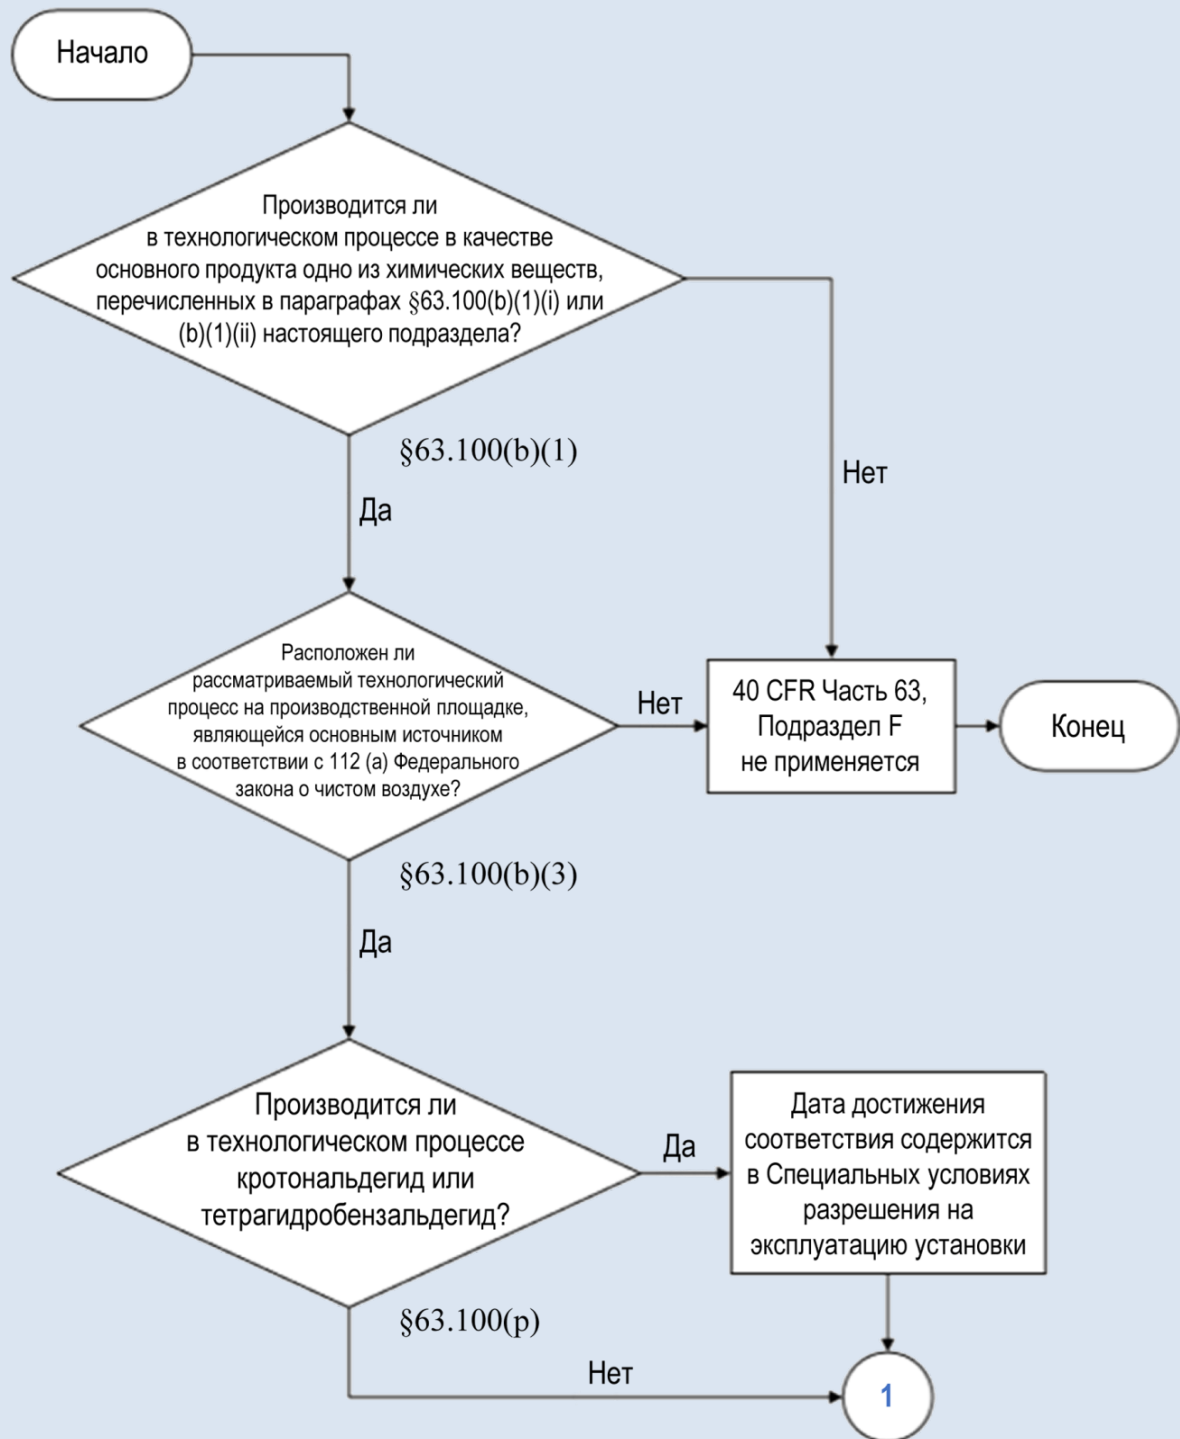 Начало
Производится ли
в технологическом процессе в качестве
основного продукта одно из химических веществ,
перечисленных в параграфах §63.100(b)(1)(i) или
(b)(1)(ii) настоящего подраздела?
§63.100(b)(1)
Нет
Да
Расположен ли
рассматриваемый технологический
процесс на производственной площадке,
являющейся основным источником
в соответствии с 112 (a) Федерального
закона о чистом воздухе?
Нет
40 CFR Часть 63,
Подраздел F
не применяется
Конец
§63.100(b)(3)
Да
Производится ли
в технологическом процессе
кротональдегид или
тетрагидробензальдегид?
Да
Дата достижения
соответствия содержится
в Специальных условиях
разрешения на
эксплуатацию установки
§63.100(p)
Нет
1